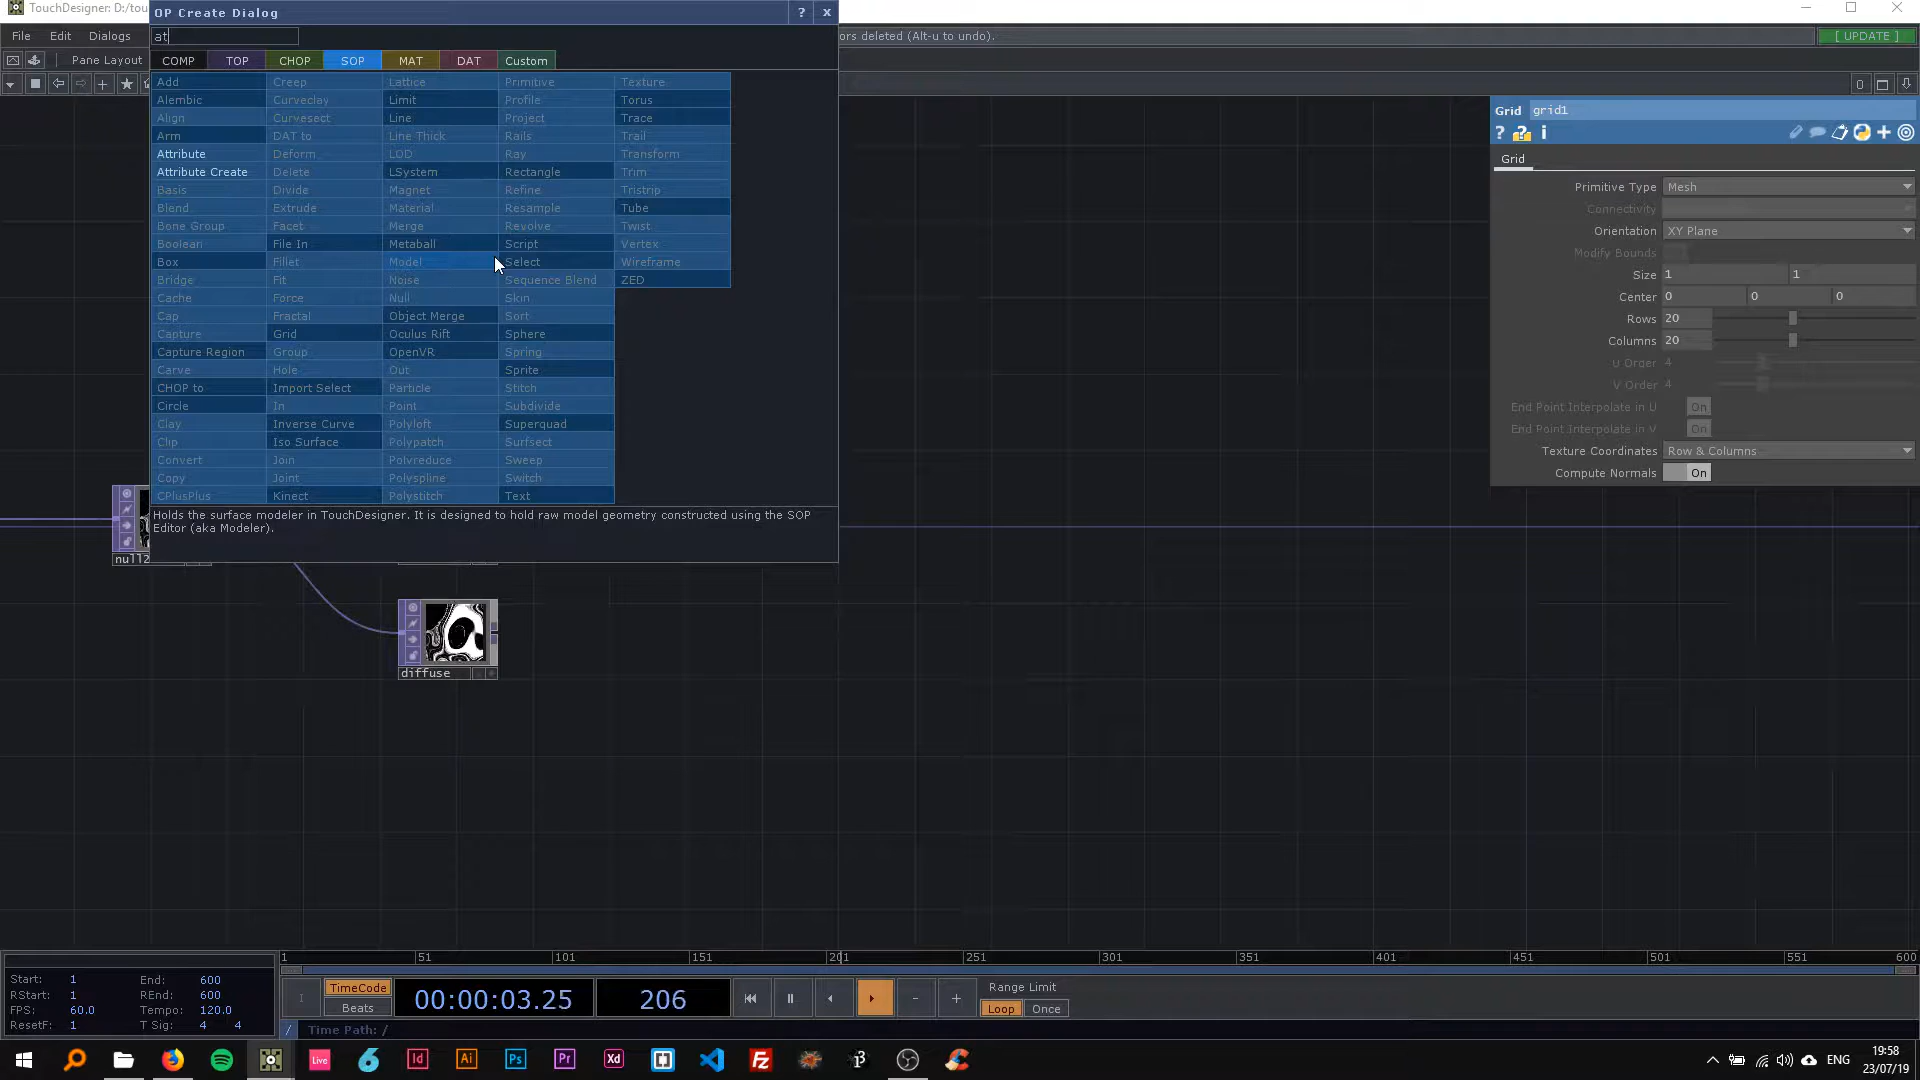 TouchDesigner: D:/tou
OP Create Dialog
?
x
File
Edit
Dialogs
at
ors deleted (Alt-u to undo).
[ UPDATE ]
Pane Layout
COMP
TOP
CHOP
SOP
MAT
DAT
Custom
0
Add
Creep
Lattice
Primitive
Texture
Alembic
Curveclay
Limit
Profile
Torus
Align
Curvesect
Line
Project
Trace
Arm
DAT to
Line Thick
Rails
Trail
Attribute
Deform
LOD
Ray
Transform
Attribute Create
Delete
LSystem
Rectangle
Trim
Basis
Divide
Magnet
Refine
Tristrip
Blend
Extrude
Material
Resample
Tube
Bone Group
Facet
Merge
Revolve
Twist
Boolean
File In
Metaball
Script
Vertex
Box
Fillet
Model
Select
Wireframe
Bridge
Fit
Noise
Sequence Blend
ZED
Cache
Force
Null
Skin
Cap
Fractal
Object Merge
Sort
Capture
Grid
Oculus Rift
Sphere
Capture Region
Group
OpenVR
Spring
Carve
Hole
Out
Sprite
CHOP to
Import Select
Particle
Stitch
Circle
In
Point
Subdivide
Clay
Inverse Curve
Polyloft
Superquad
Clip
Iso Surface
Polypatch
Surfsect
Convert
Join
Polyreduce
Sweep
Copy
Joint
Polyspline
Switch
CPlusPlus
Kinect
Polystitch
Text
Holds the surface modeler in TouchDesigner. It is designed to hold raw model geometry constructed using the SOP
Editor (aka Modeler).
Grid grid1
? ? i
Grid
Primitive Type Mesh
Connectivity
Orientation XY Plane
Modify Bounds
Size 1 1
Center 0 0 0
Rows 20
Columns 20
U Order 4
V Order 4
End Point Interpolate in U On
End Point Interpolate in V On
Texture Coordinates Row & Columns
Compute Normals On
null2
diffuse
1 51 101 151 201 251 301 351 401 451 501 551 600
Start: 1 End: 600
RStart: 1 REnd: 600
FPS: 60.0 Tempo: 120.0
ResetF: 1 T Sig: 4 4
TimeCode
Beats
00:00:03.25
206
- +
Range Limit
Loop Once
/ Time Path: /
Live
6
Id
Ai
Ps
Pr
Xd
FZ
ENG
19:58
23/07/19